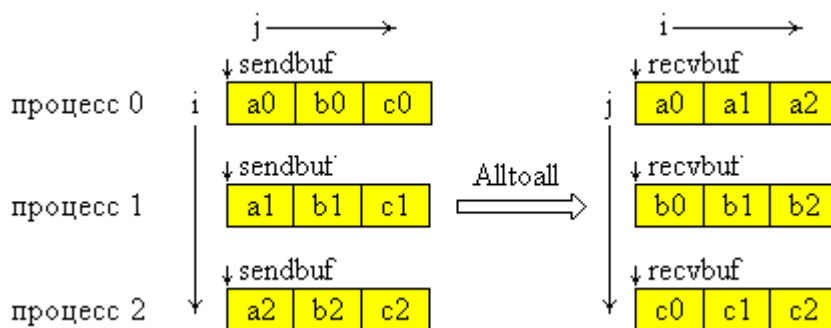 j i
sendbuf recvbuf
процесс 0 i a0 b0 c0 j a0 a1 a2
sendbuf Alltoall recvbuf
процесс 1 a1 b1 c1 b0 b1 b2
sendbuf recvbuf
процесс 2 a2 b2 c2 c0 c1 c2